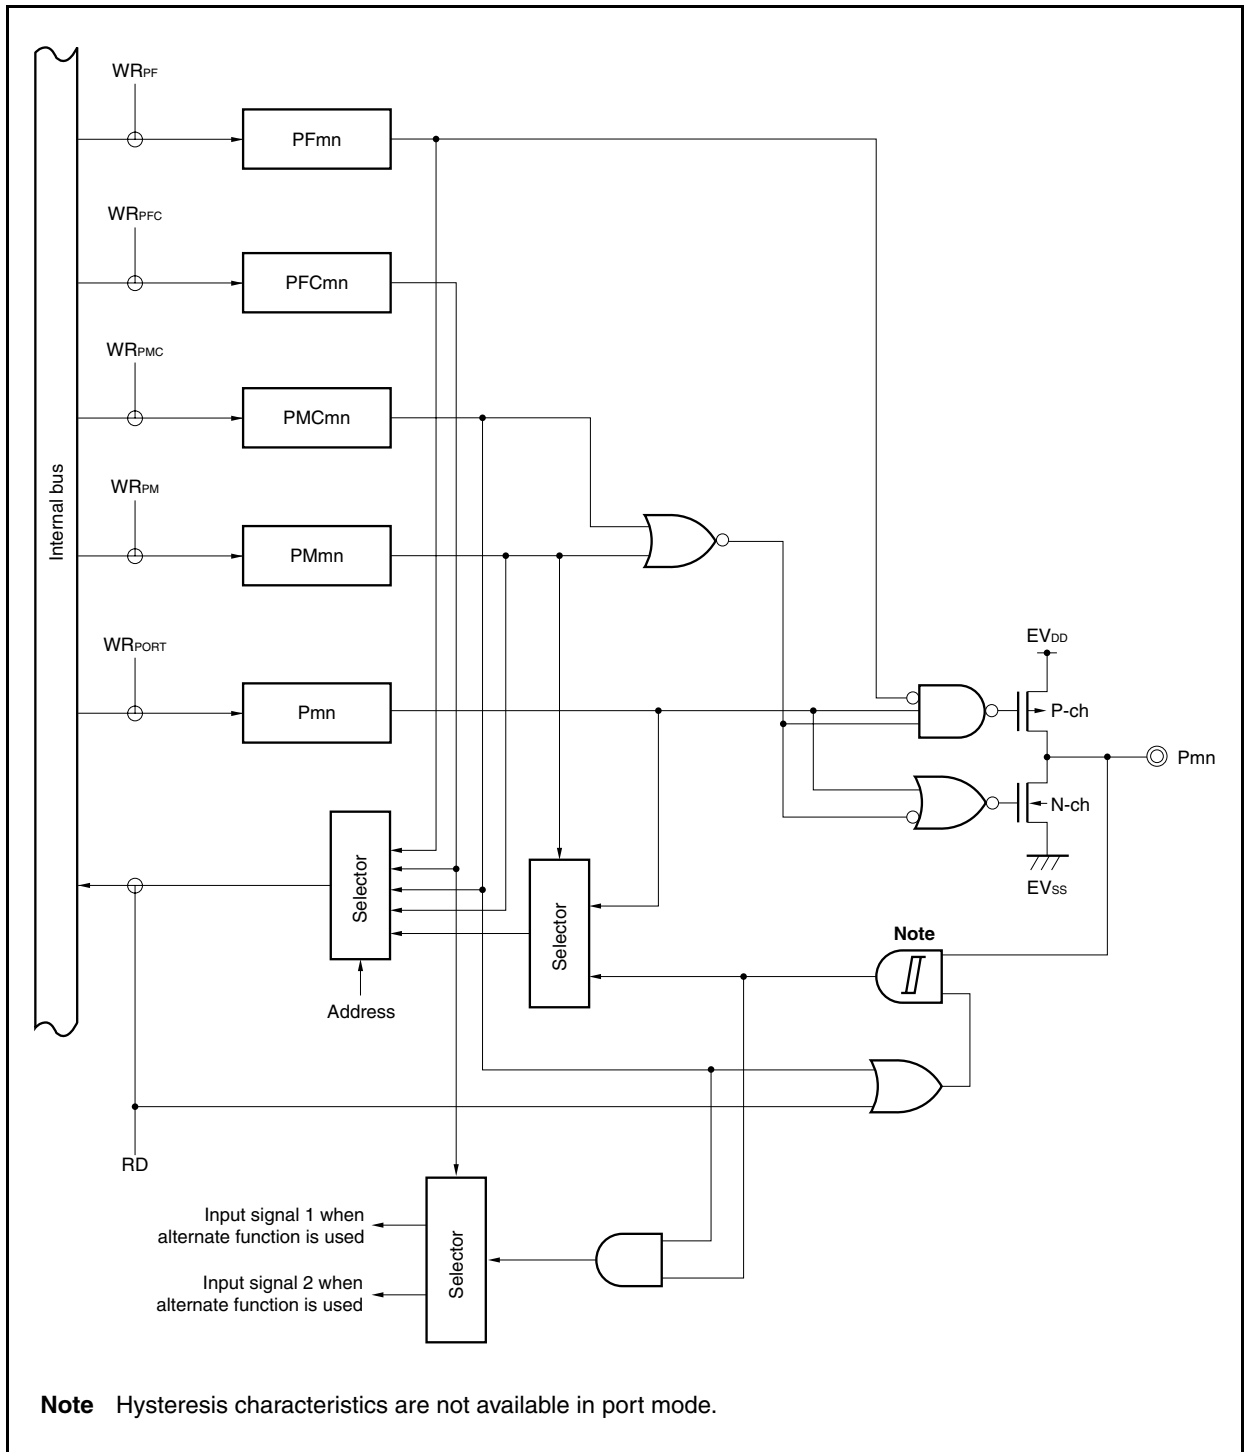 WRPF
PFmn
WRPFC
PFCmn
WRPMC
PMCmn
Internal bus
WRPM
PMmn
WRPORT
Pmn
EVDD
P-ch
Pmn
N-ch
EVSS
Selector
Selector
Note
Address
RD
Input signal 1 when
alternate function is used
Selector
Input signal 2 when
alternate function is used
Note Hysteresis characteristics are not available in port mode.